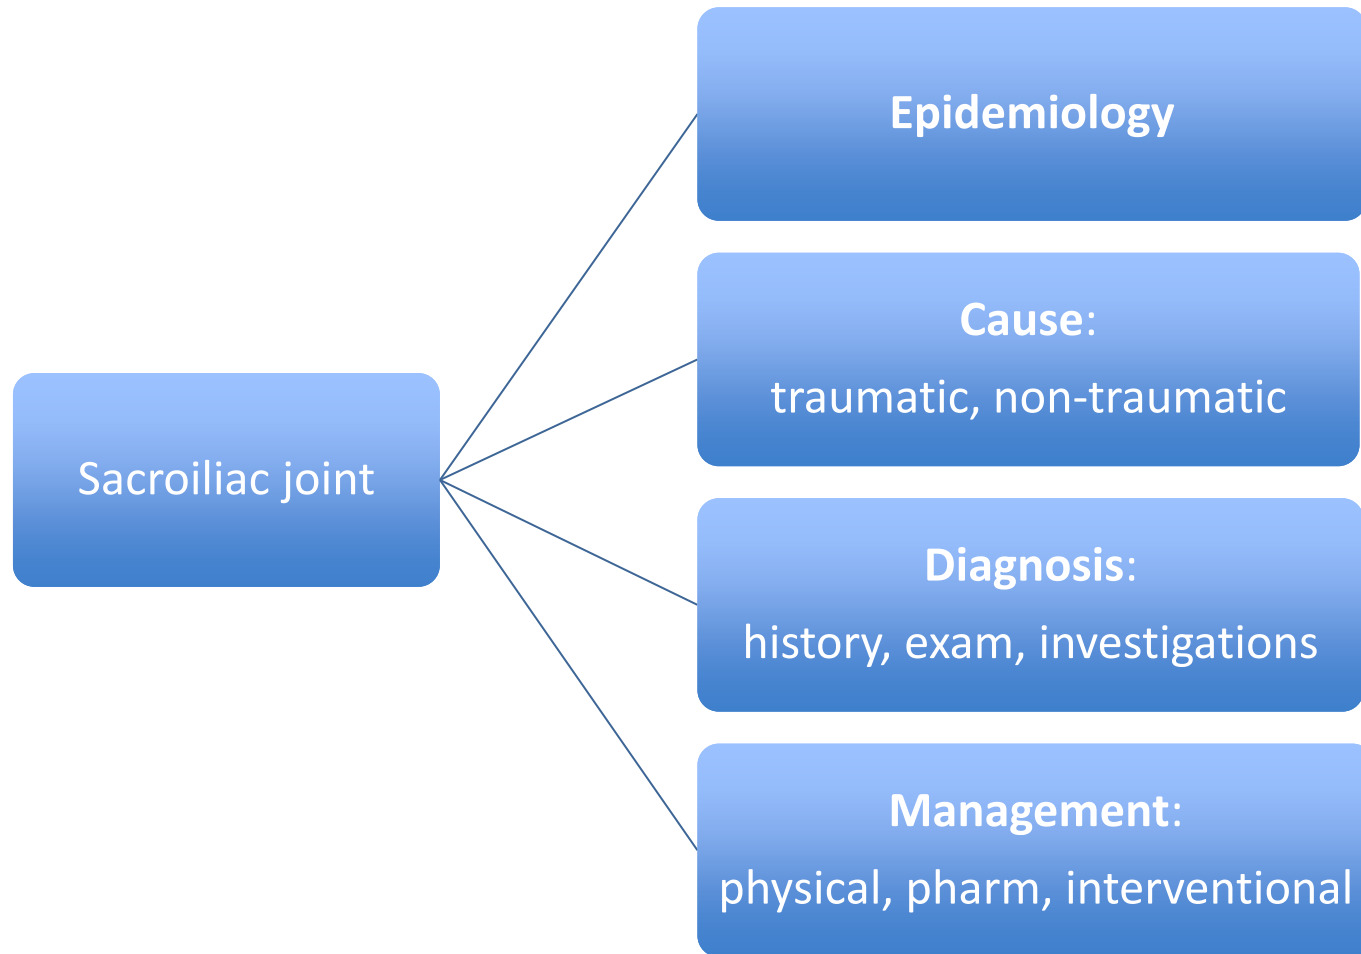 Epidemiology
Cause:
traumatic, non-traumatic
Sacroiliac joint
Diagnosis:
history, exam, investigations
Management:
physical, pharm, interventional